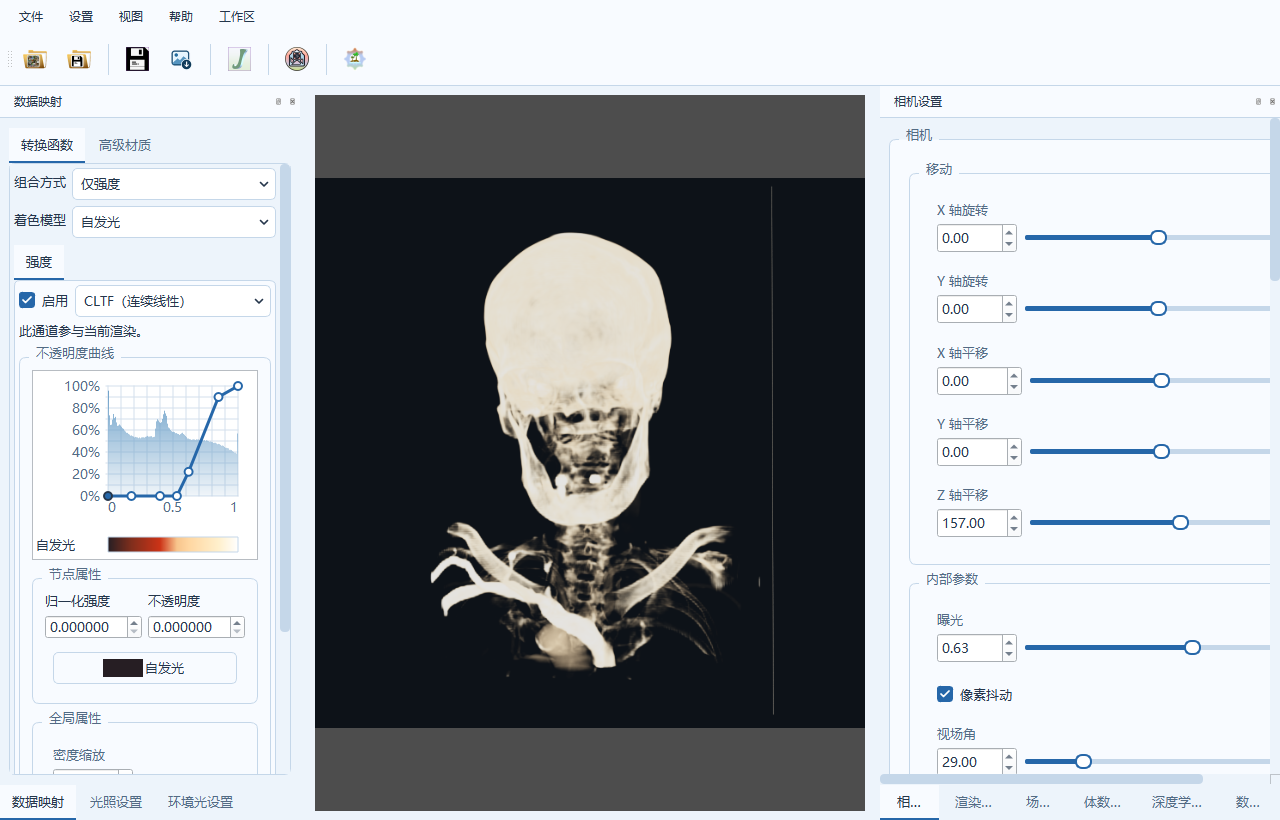 文件 设置 视图 帮助 工作区
数据映射
转换函数 高级材质
组合方式 仅强度
着色模型 自发光
强度
启用 CLTF（连续线性）
此通道参与当前渲染。
不透明度曲线
100%
80%
60%
40%
20%
0%
0 0.5 1
自发光
节点属性
归一化强度 不透明度
0.000000 0.000000
自发光
全局属性
密度缩放
数据映射 光照设置 环境光设置
相机设置
相机
移动
X 轴旋转
0.00
Y 轴旋转
0.00
X 轴平移
0.00
Y 轴平移
0.00
Z 轴平移
157.00
内部参数
曝光
0.63
像素抖动
视场角
29.00
相... 渲染... 场... 体数... 深度学... 数...